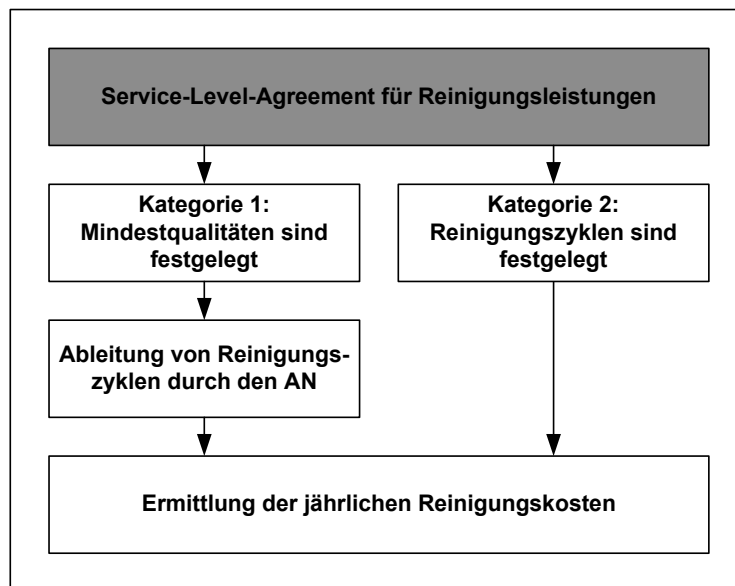 Service-Level-Agreement für Reinigungsleistungen
Kategorie 1:
Mindestqualitäten sind
festgelegt
Kategorie 2:
Reinigungszyklen sind
festgelegt
Ableitung von Reinigungs-
zyklen durch den AN
Ermittlung der jährlichen Reinigungskosten